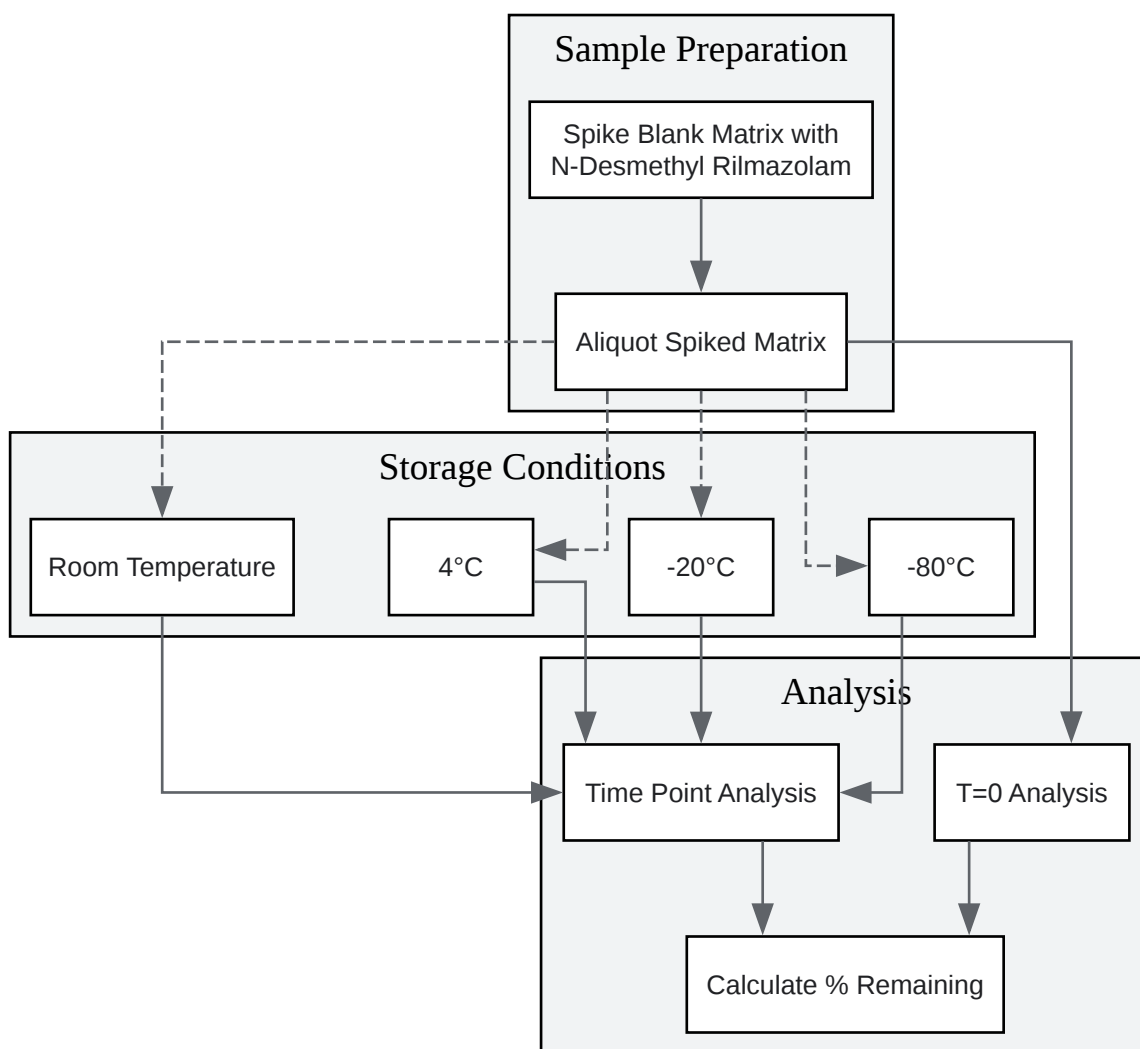 Sample Preparation
Spike Blank Matrix with
N-Desmethyl Rilmazolam
Aliquot Spiked Matrix
Storage Conditions
Room Temperature
4°C
-20°C
-80°C
Analysis
Time Point Analysis
T=0 Analysis
Calculate % Remaining